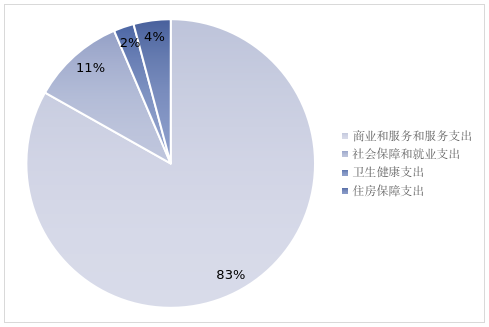 2%
4%
11%
83%
商业和服务和服务支出
社会保障和就业支出
卫生健康支出
住房保障支出